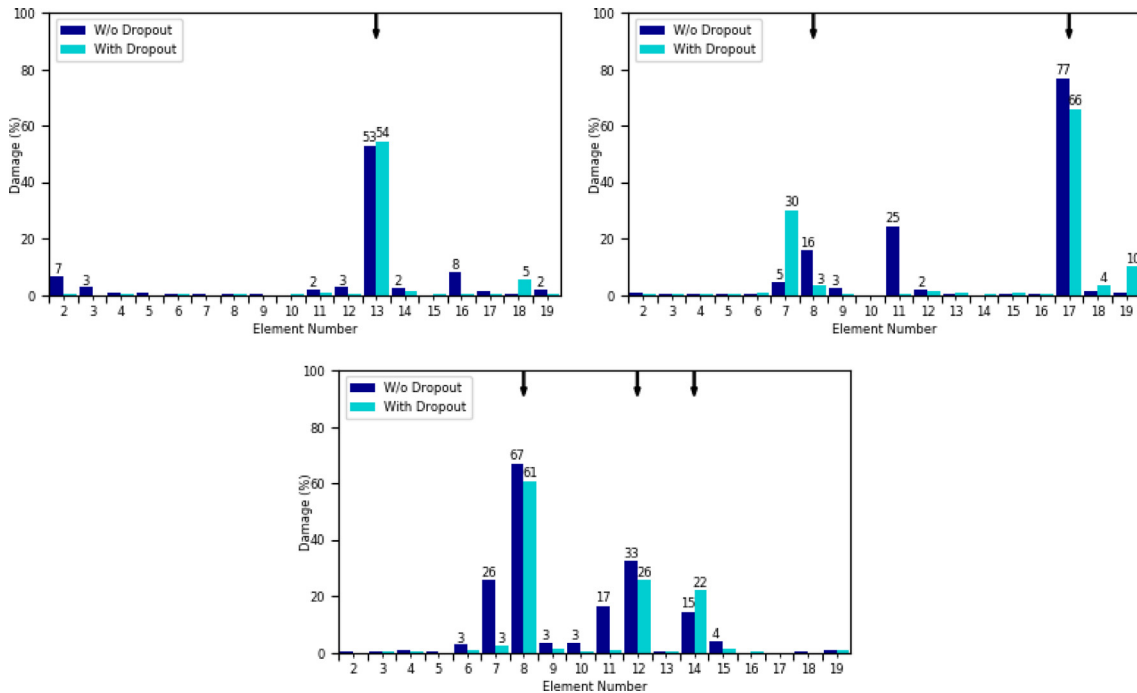 100
80
60
40
20
0
Damage (%)
W/o Dropout
With Dropout
7 3 2 3 53 54 2 8 5 2
2 3 4 5 6 7 8 9 10 11 12 13 14 15 16 17 18 19
Element Number
100
80
60
40
20
0
Damage (%)
W/o Dropout
With Dropout
5 30 16 3 3 25 2 77 66 4 10
2 3 4 5 6 7 8 9 10 11 12 13 14 15 16 17 18 19
Element Number
100
80
60
40
20
0
Damage (%)
W/o Dropout
With Dropout
3 26 3 67 61 3 3 17 33 26 15 22 4
2 3 4 5 6 7 8 9 10 11 12 13 14 15 16 17 18 19
Element Number